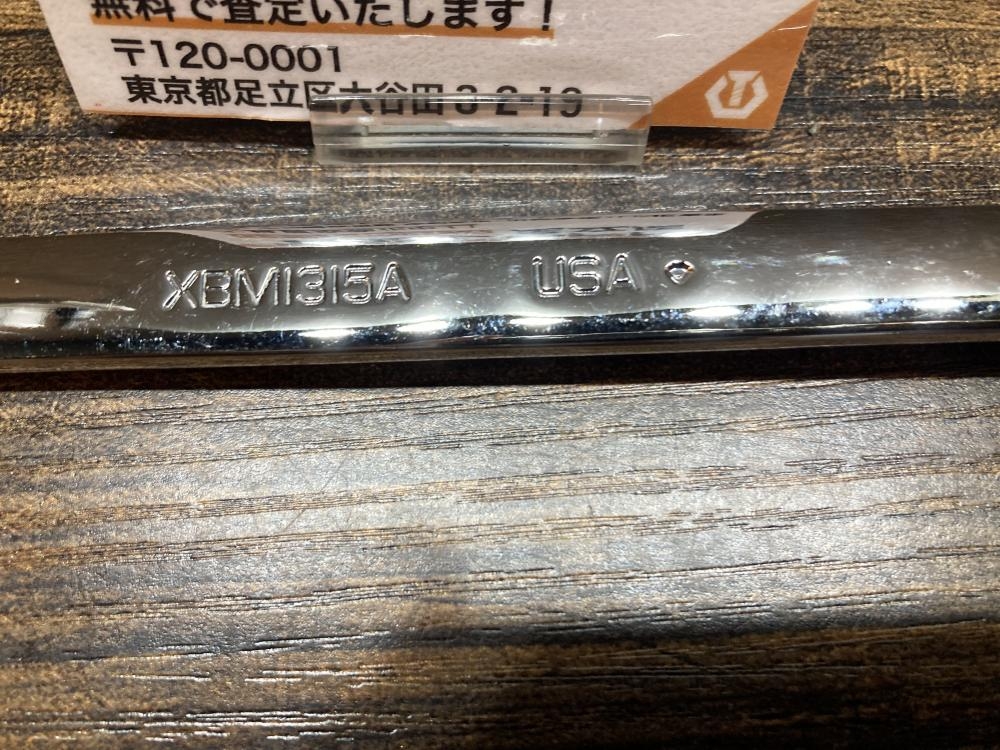 無料で査定いたします!
〒120-0001
東京都足立区大谷田3-2-19
XBM1315A USA